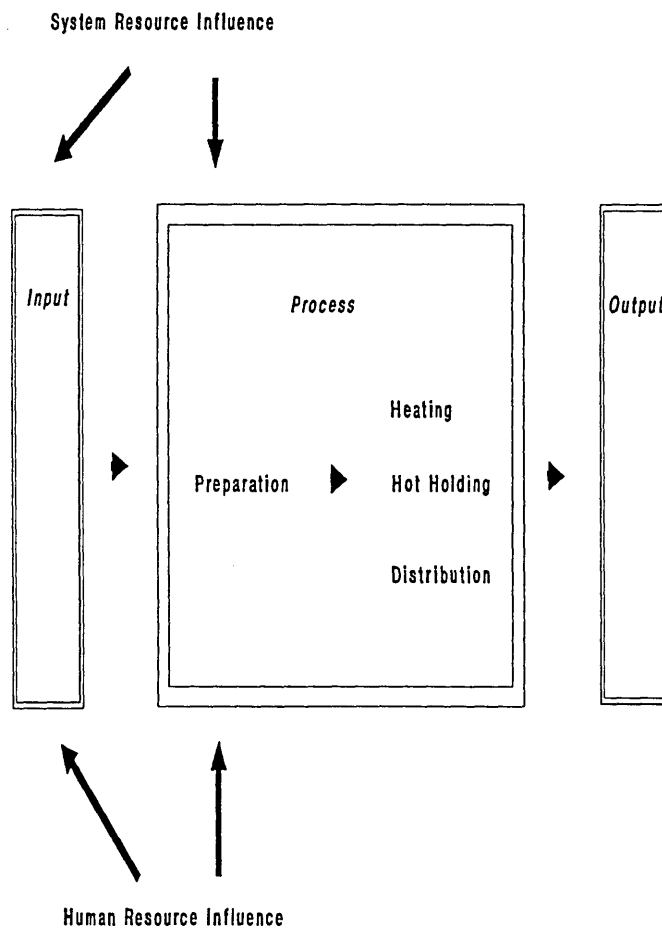 System Resource Influence
Input
Process
Output
Heating
Preparation
Hot Holding
Distribution
Human Resource Influence